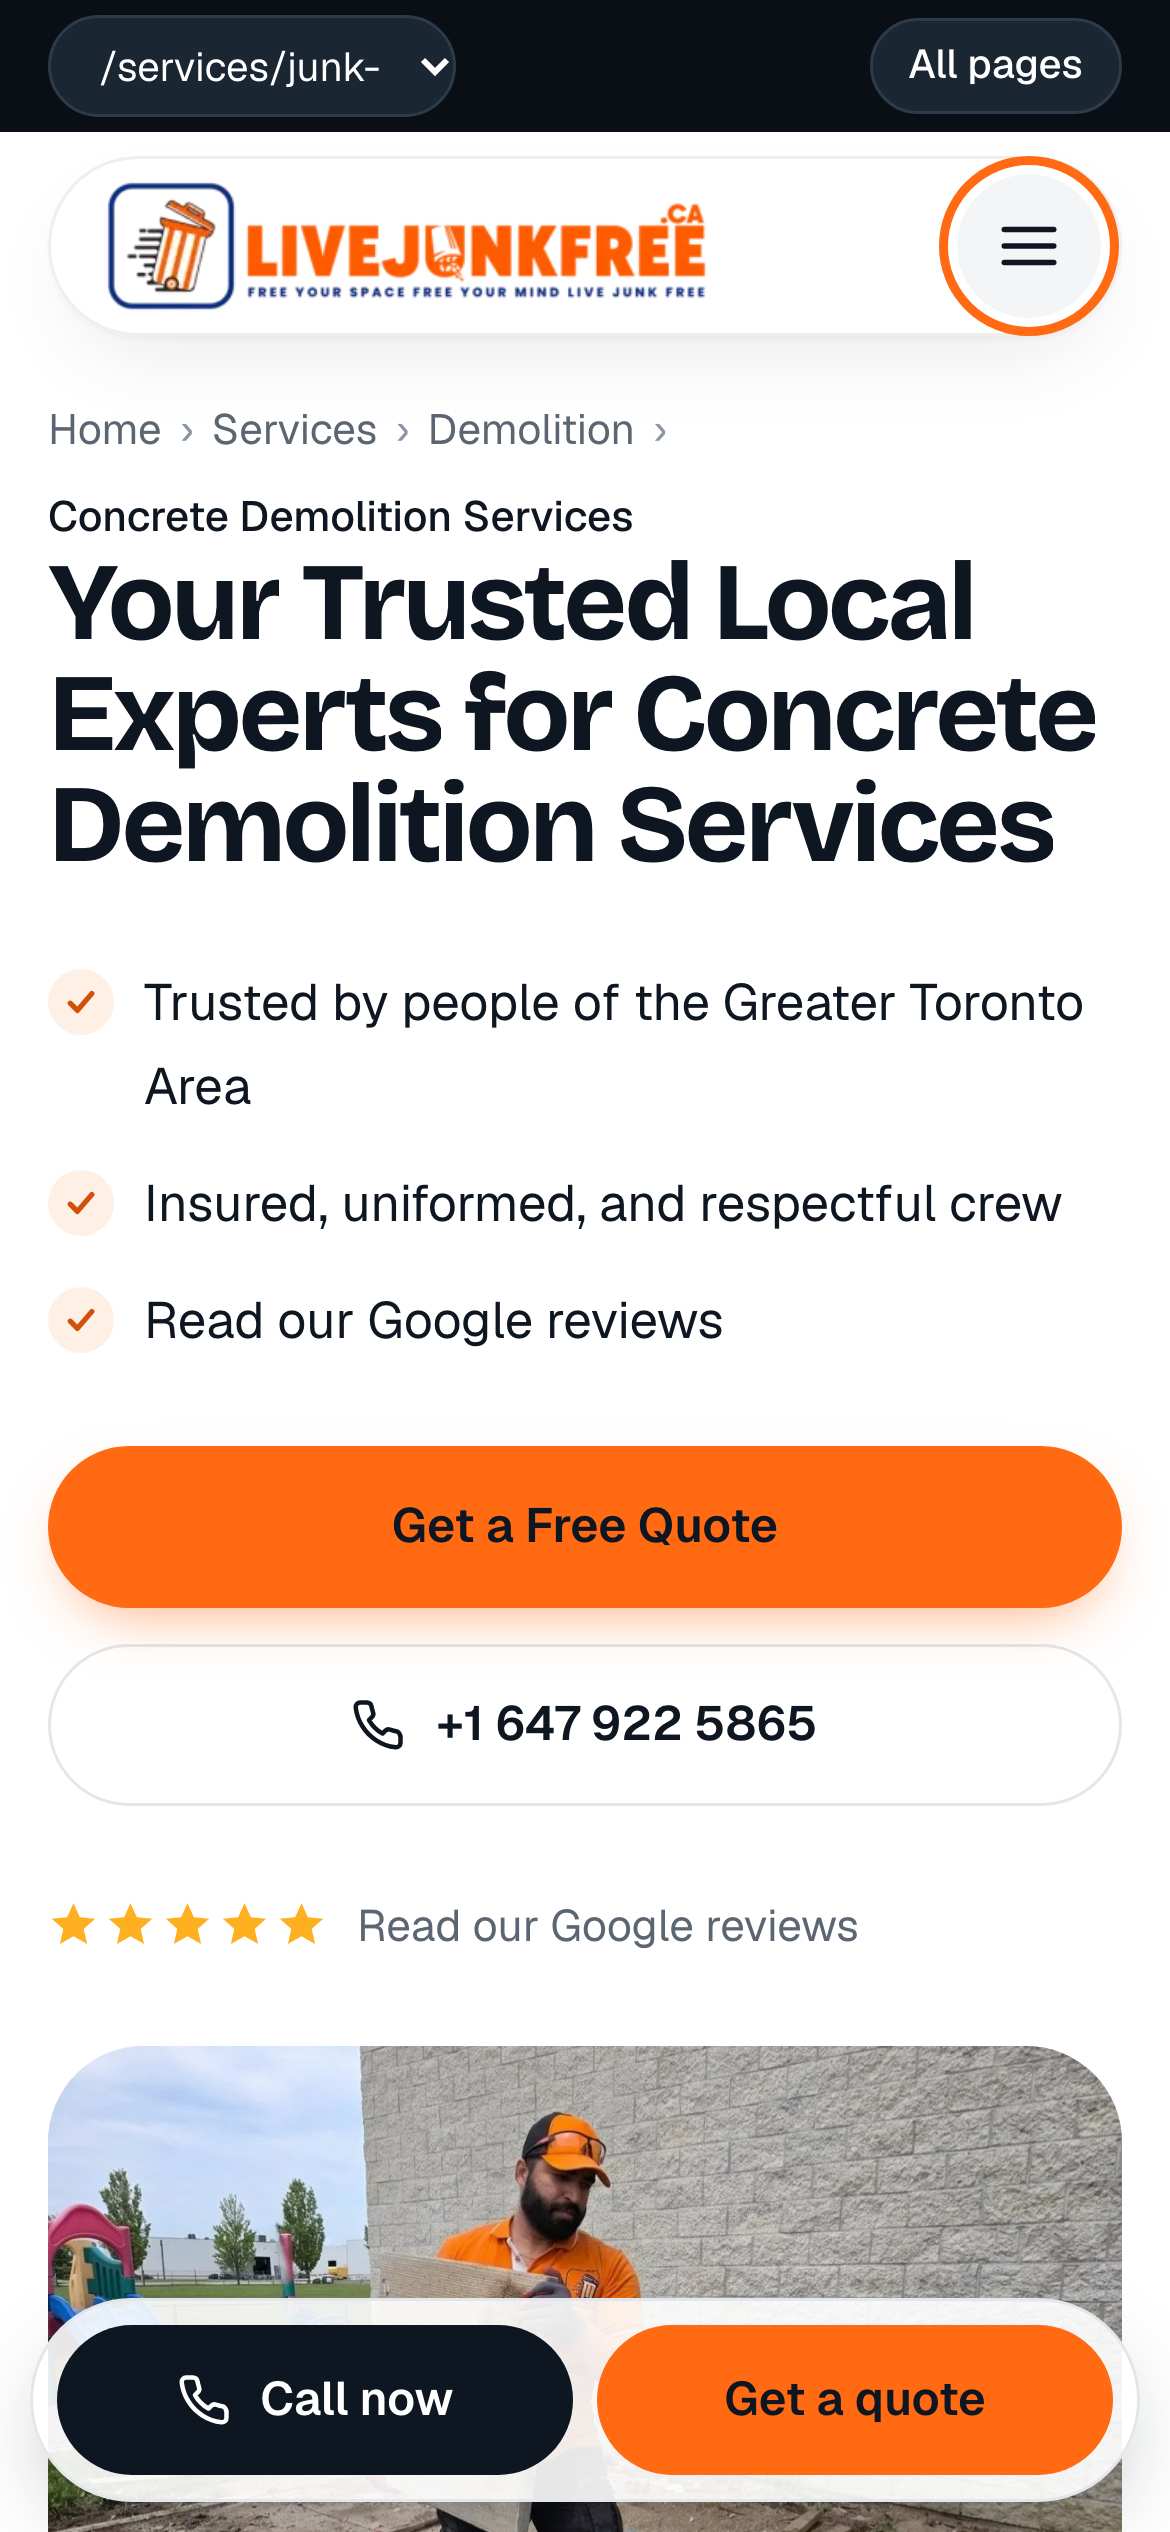 /services/junk-
All pages
LIVEJUNKFREE.CA
FREE YOUR SPACE FREE YOUR MIND LIVE JUNK FREE
Home › Services › Demolition ›
Concrete Demolition Services
Your Trusted Local
Experts for Concrete
Demolition Services
Trusted by people of the Greater Toronto
Area
Insured, uniformed, and respectful crew
Read our Google reviews
Get a Free Quote
+1 647 922 5865
Read our Google reviews
Call now
Get a quote